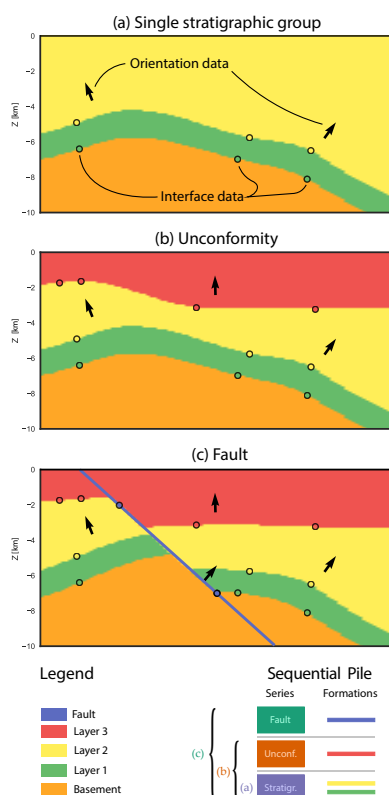 (a) Single stratigraphic group
0
Orientation data
−2
−4
Z [km]
−6
−8
Interface data
−10
(b) Unconformity
0
−2
−4
Z [km]
−6
−8
−10
(c) Fault
0
−2
−4
Z [km]
−6
−8
−10
Legend
Fault
Layer 3
Layer 2
Layer 1
Basement
Sequential Pile
Series Formations
Fault
(c)
(b) Unconf.
(a) Stratigr.